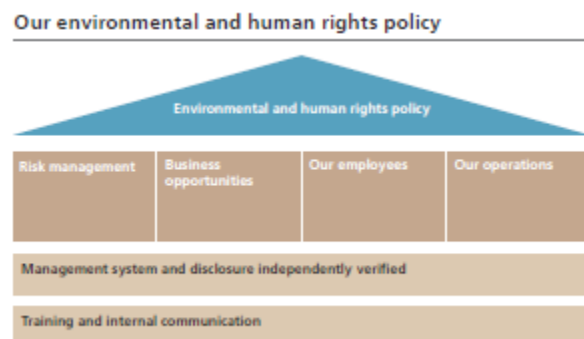 Our environmental and human rights policy
Environmental and human rights policy
Risk management
Business
opportunities
Our employees
Our operations
Management system and disclosure independently verified
Training and internal communication